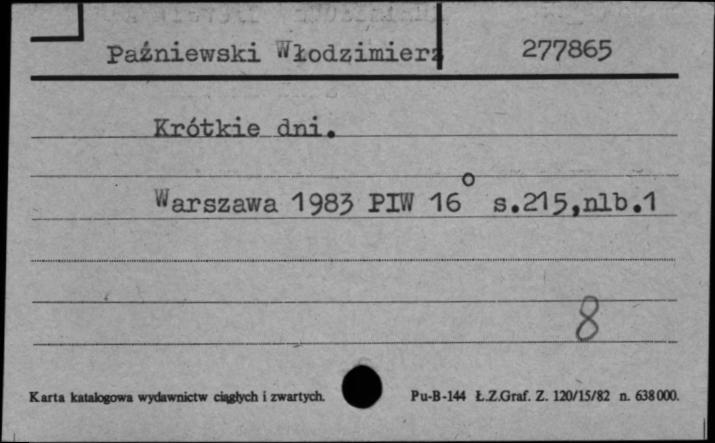 Paźniewski Włodzimierz 277865
Krótkie dni.
Warszawa 1983 PIW 16° s.215,nlb.1
8
Karta katalogowa wydawnictw ciągłych i zwartych. Pu-B-144 Ł.Z.Graf. Z. 120/15/82 n. 638000.